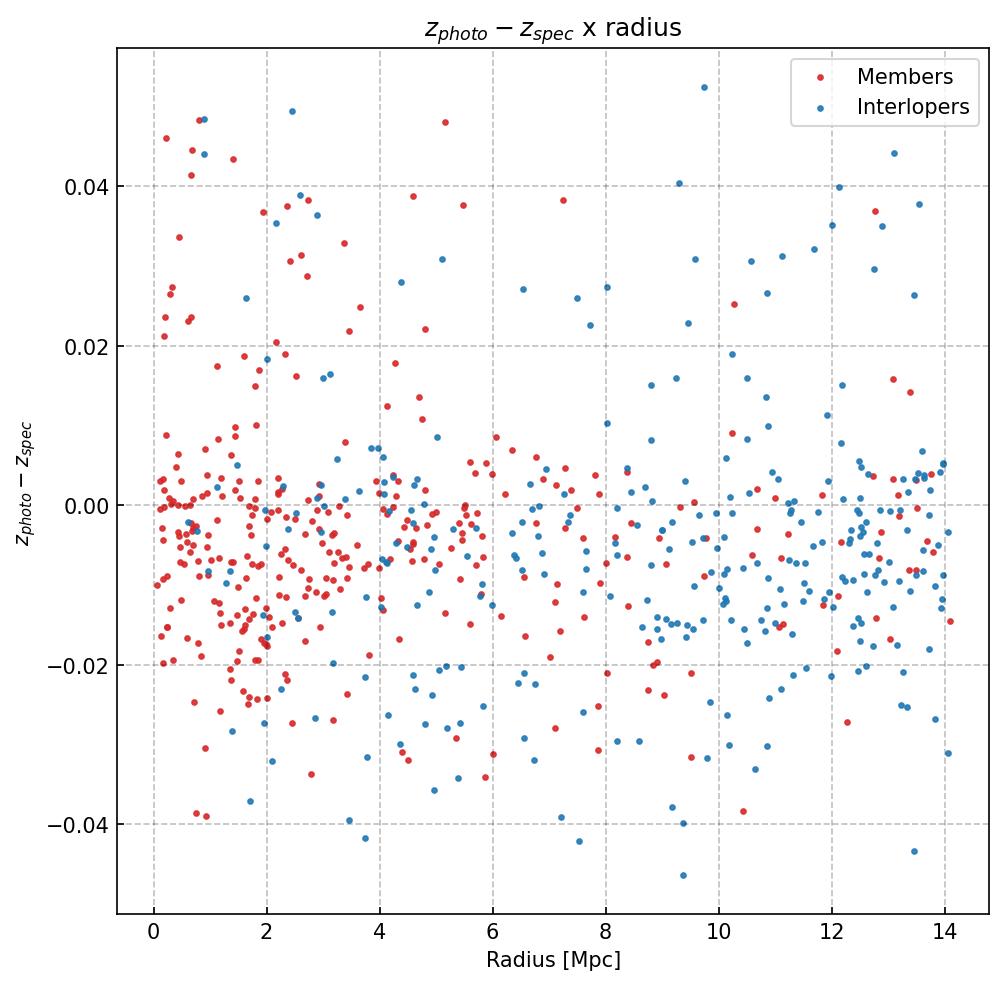 z_photo − z_spec x radius
Members
Interlopers
0.04
0.02
0.00
−0.02
−0.04
z_photo − z_spec
0 2 4 6 8 10 12 14
Radius [Mpc]